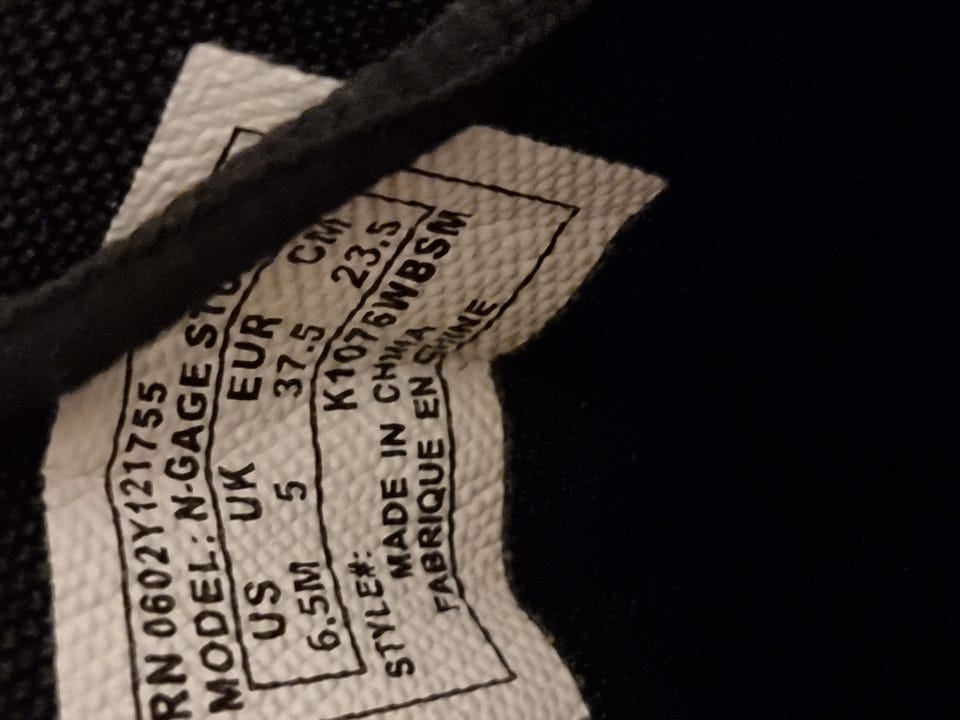 RN 0602Y121755
MODEL: N-GAGE
US UK EUR CM
6.5M 5 37.5 23.5
STYLE#: K1076WBSM
MADE IN CHINA
FABRIQUE EN CHINE